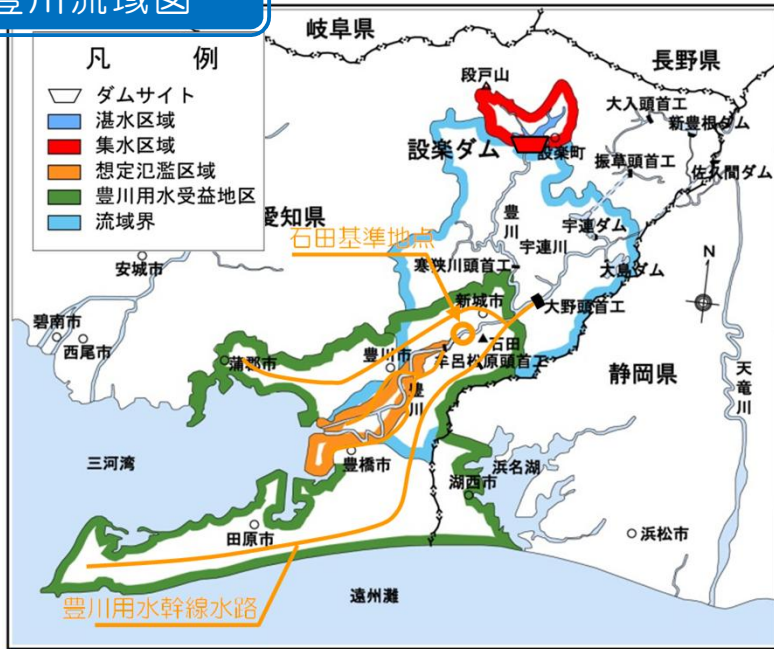 豊川流域図
岐阜県
凡 例
ダムサイト
湛水区域
集水区域
想定氾濫区域
豊川用水受益地区
流域界
長野県
段戸山
大入頭首工
新豊根ダム
設楽ダム
設楽町
振草頭首工
佐久間ダム
愛知県
豊川
宇連ダム
石田基準地点
宇連川
寒狭川頭首工
大島ダム
N
安城市
新城市
大野頭首工
碧南市
西尾市
石田
蒲郡市
豊川市
牟呂松原頭首工
静岡県
天竜川
豊川
三河湾
豊橋市
浜名湖
湖西市
田原市
浜松市
遠州灘
豊川用水幹線水路